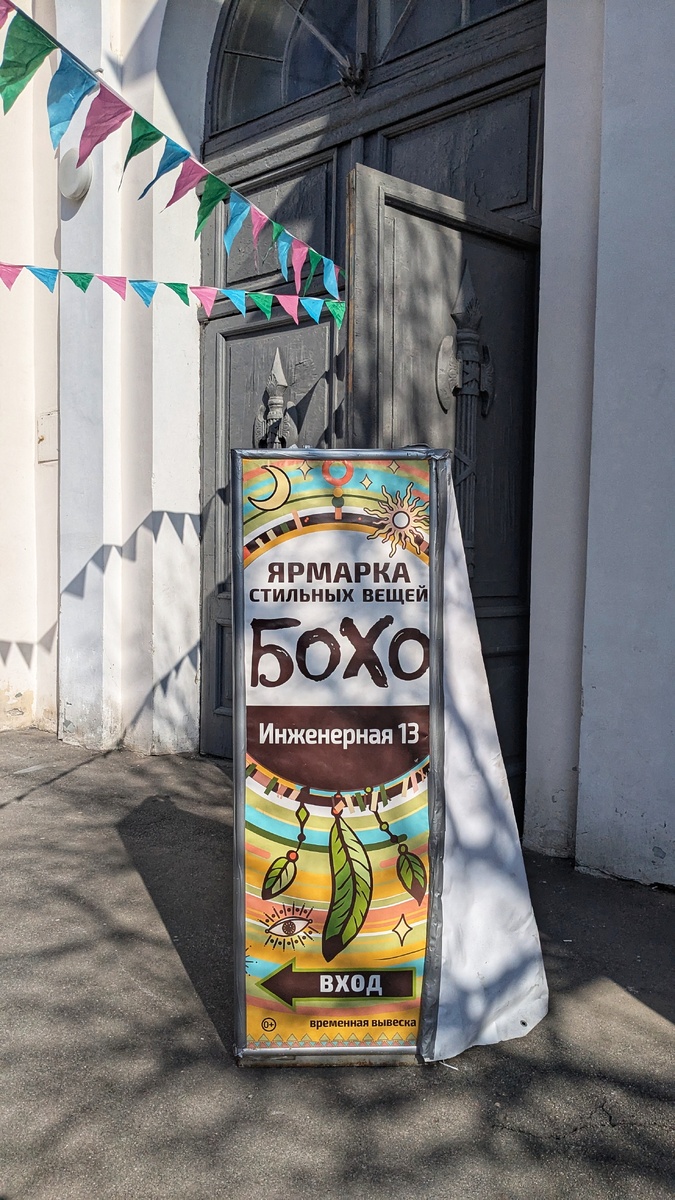 ЯРМАРКА
СТИЛЬНЫХ ВЕЩЕЙ
БОХО
Инженерная 13
ВХОД
0+
временная вывеска